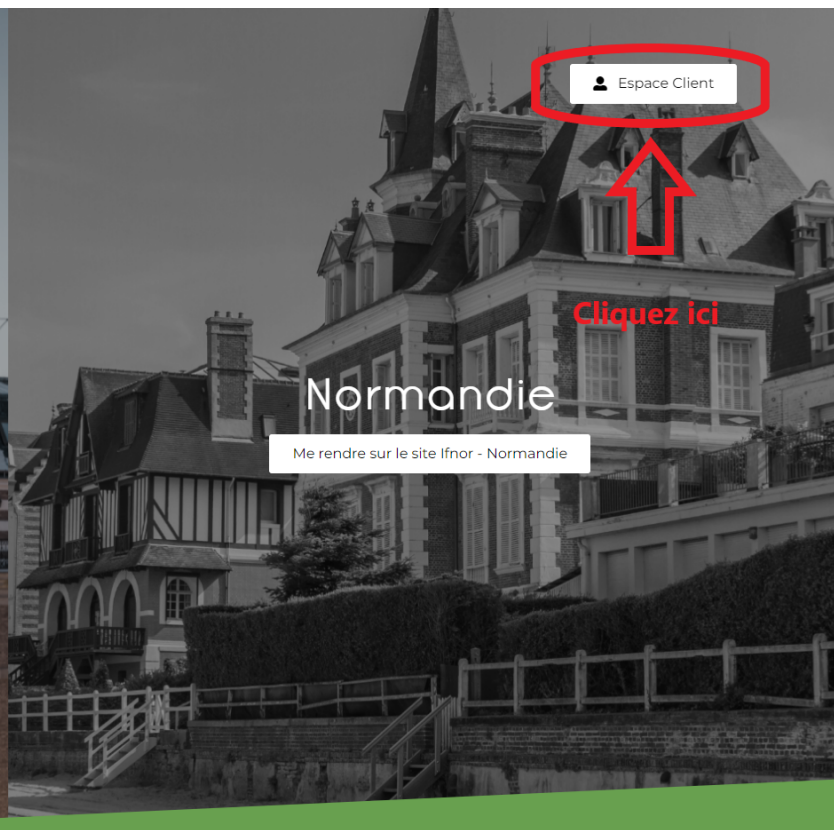 Espace Client
Cliquez ici
Normandie
Me rendre sur le site Ifnor - Normandie